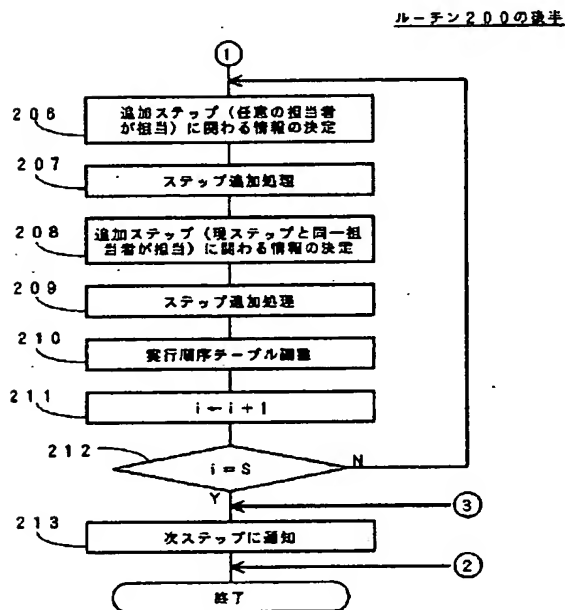 ルーチン200の後半
①
206
追加ステップ(任意の担当者
が担当)に関わる情報の決定
207
ステップ追加処理
208
追加ステップ(現ステップと同一担
当者が担当)に関わる情報の決定
209
ステップ追加処理
210
実行順序テーブル調整
211
i←i+1
212
i=S
N
Y
③
213
次ステップに通知
②
終了